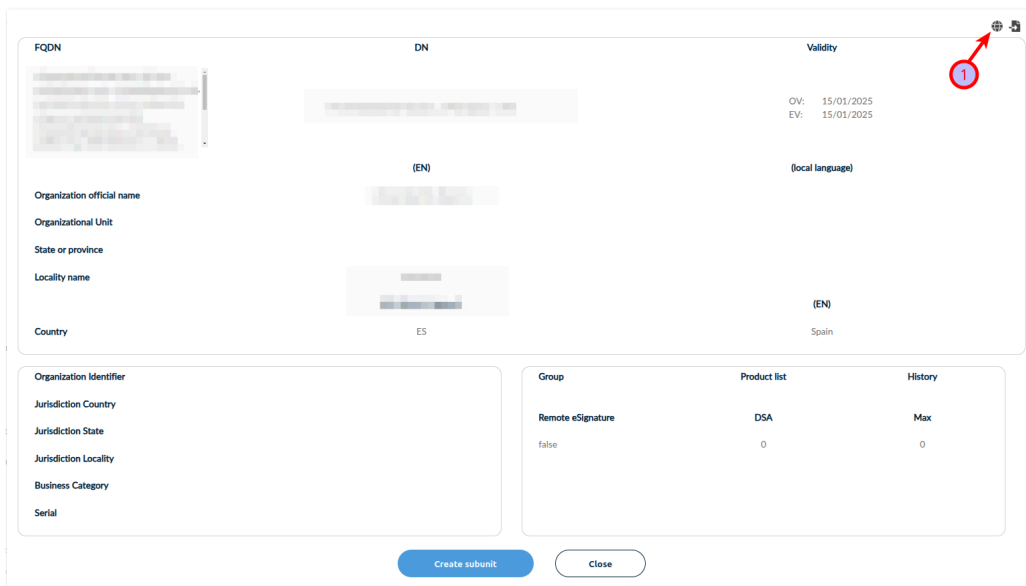 1
FQDN DN Validity
OV: 15/01/2025
EV: 15/01/2025
(EN) (local language)
Organization official name
Organizational Unit
State or province
Locality name
(EN)
Country ES Spain
Organization Identifier
Jurisdiction Country
Jurisdiction State
Jurisdiction Locality
Business Category
Serial
Group Product list History
Remote eSignature DSA Max
false 0 0
Create subunit Close